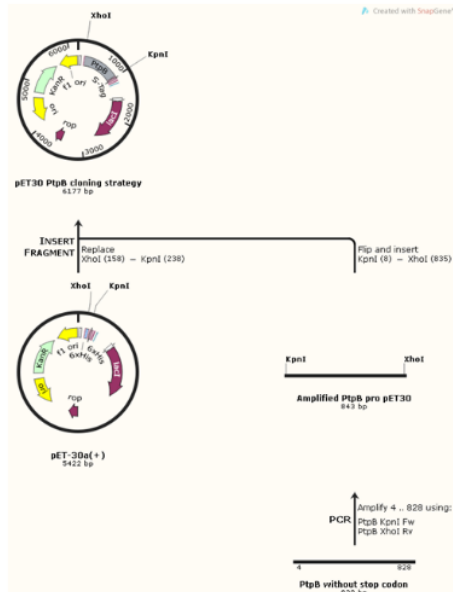 Created with SnapGene
XhoI
KpnI
6000
1000
5000
2000
4000
3000
KanR
f1 ori
PtpB
S-Tag
lacI
ori
rop
pET30 PtpB cloning strategy
6177 bp
INSERT
FRAGMENT
Replace
XhoI (158) – KpnI (238)
Flip and insert
KpnI (8) – XhoI (835)
XhoI
KpnI
KanR
f1 ori
6xHis
6xHis
lacI
ori
rop
pET-30a(+)
5422 bp
KpnI
XhoI
Amplified PtpB pro pET30
843 bp
PCR
Amplify 4 .. 828 using:
PtpB KpnI Fw
PtpB XhoI Rv
4
828
PtpB without stop codon